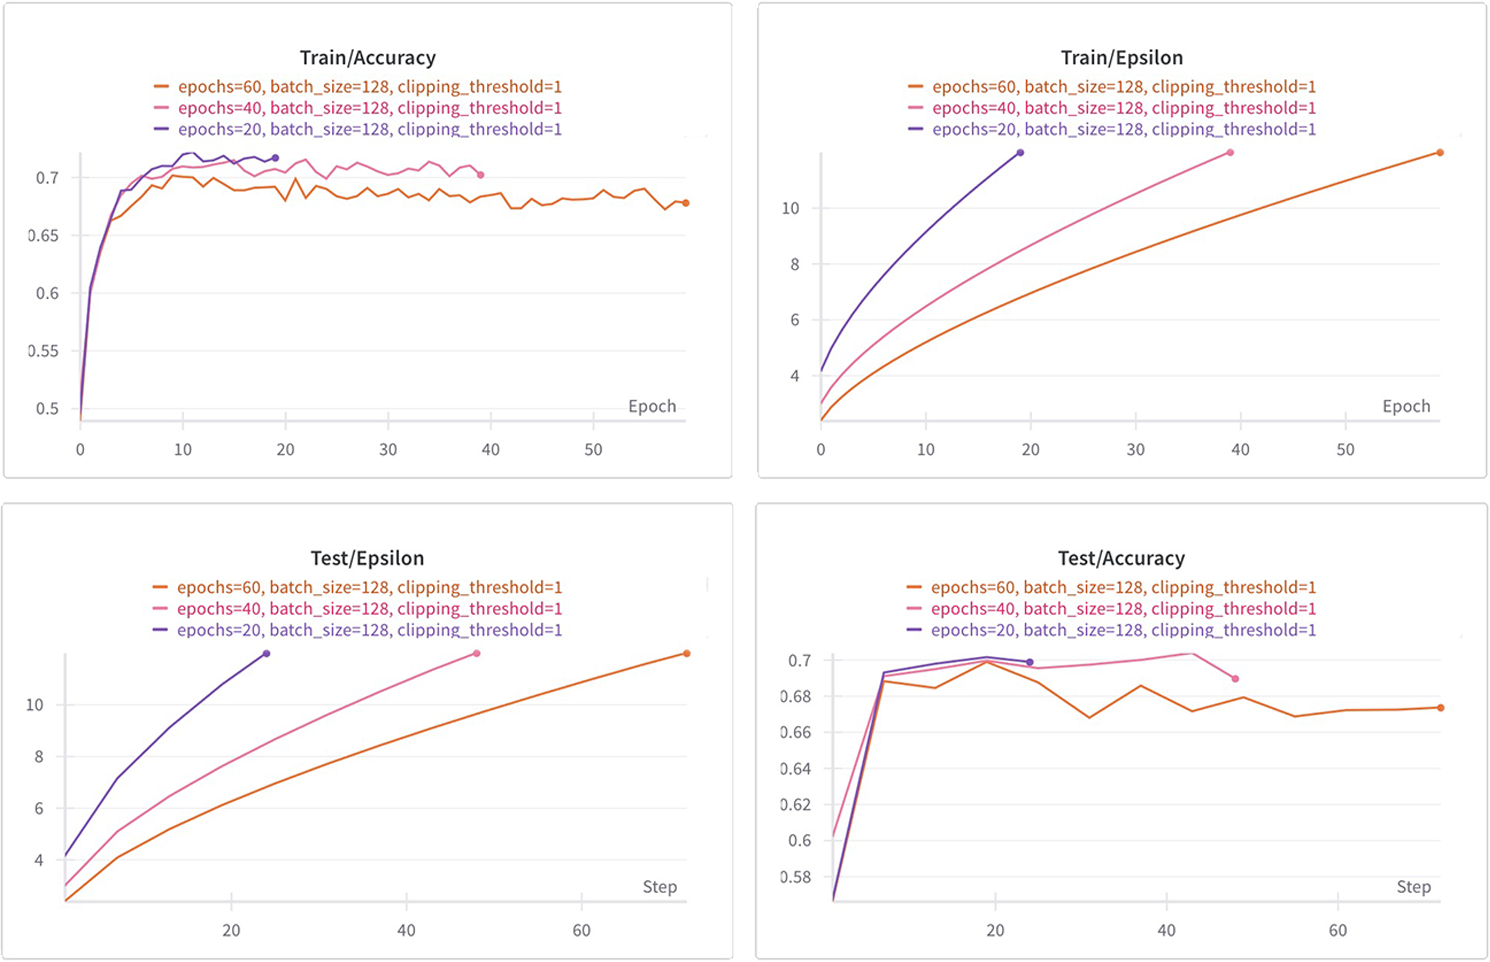 Train/Accuracy
epochs=60, batch_size=128, clipping_threshold=1
epochs=40, batch_size=128, clipping_threshold=1
epochs=20, batch_size=128, clipping_threshold=1
0.7
0.65
0.6
0.55
0.5
Epoch
0 10 20 30 40 50
Train/Epsilon
epochs=60, batch_size=128, clipping_threshold=1
epochs=40, batch_size=128, clipping_threshold=1
epochs=20, batch_size=128, clipping_threshold=1
10
8
6
4
Epoch
0 10 20 30 40 50
Test/Epsilon
epochs=60, batch_size=128, clipping_threshold=1
epochs=40, batch_size=128, clipping_threshold=1
epochs=20, batch_size=128, clipping_threshold=1
10
8
6
4
Step
20 40 60
Test/Accuracy
epochs=60, batch_size=128, clipping_threshold=1
epochs=40, batch_size=128, clipping_threshold=1
epochs=20, batch_size=128, clipping_threshold=1
0.7
0.68
0.66
0.64
0.62
0.6
0.58
Step
20 40 60